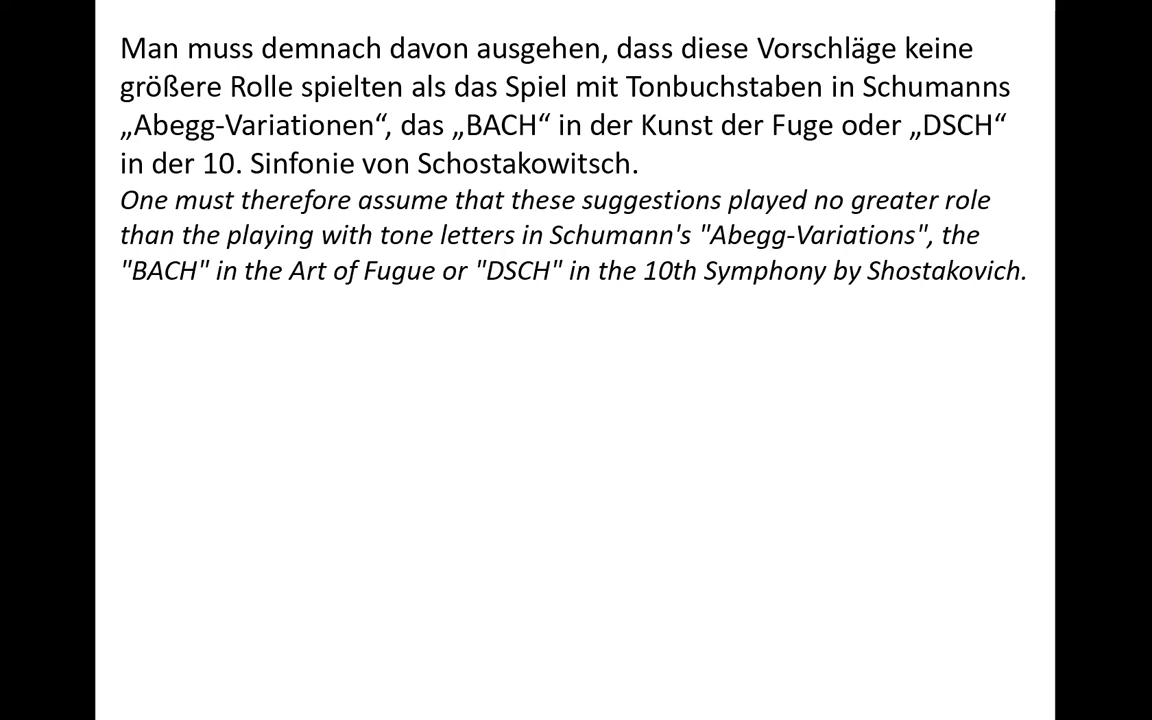 Man muss demnach davon ausgehen, dass diese Vorschläge keine
größere Rolle spielten als das Spiel mit Tonbuchstaben in Schumanns
„Abegg-Variationen“, das „BACH“ in der Kunst der Fuge oder „DSCH“
in der 10. Sinfonie von Schostakowitsch.
One must therefore assume that these suggestions played no greater role
than the playing with tone letters in Schumann's "Abegg-Variations", the
"BACH" in the Art of Fugue or "DSCH" in the 10th Symphony by Shostakovich.